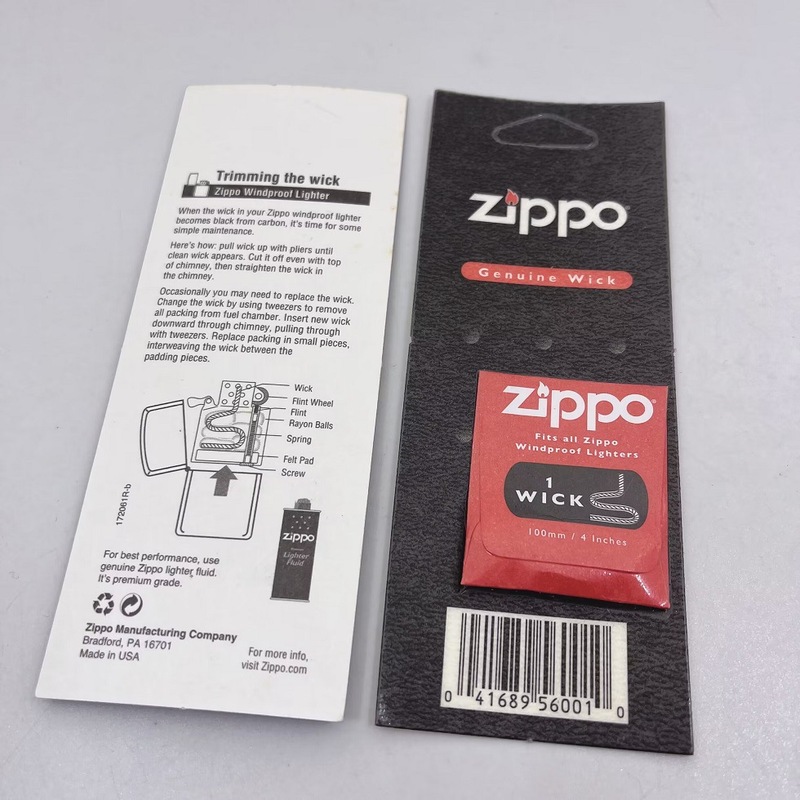 Trimming the wick
Zippo Windproof Lighter
When the wick in your Zippo windproof lighter
becomes black from carbon, it's time for some
simple maintenance.
Here's how: pull wick up with pliers until
clean wick appears. Cut it off even with top
of chimney, then straighten the wick in
the chimney.
Occasionally you may need to replace the wick.
Change the wick by using tweezers to remove
all packing from fuel chamber. Insert new wick
downward through chimney, pulling through
with tweezers. Replace packing in small pieces,
interweaving the wick between the
padding pieces.
Wick
Flint Wheel
Flint
Rayon Balls
Spring
Felt Pad
Screw
172061R-b
zippo
Lighter
Fluid
For best performance, use
genuine Zippo lighter fluid.
It's premium grade.
Zippo Manufacturing Company
Bradford, PA 16701
Made in USA
For more info,
visit Zippo.com
zippo
Genuine Wick
zippo®
Fits all Zippo
Windproof Lighters
1
WICK
100mm / 4 Inches
0 41689 56001 0